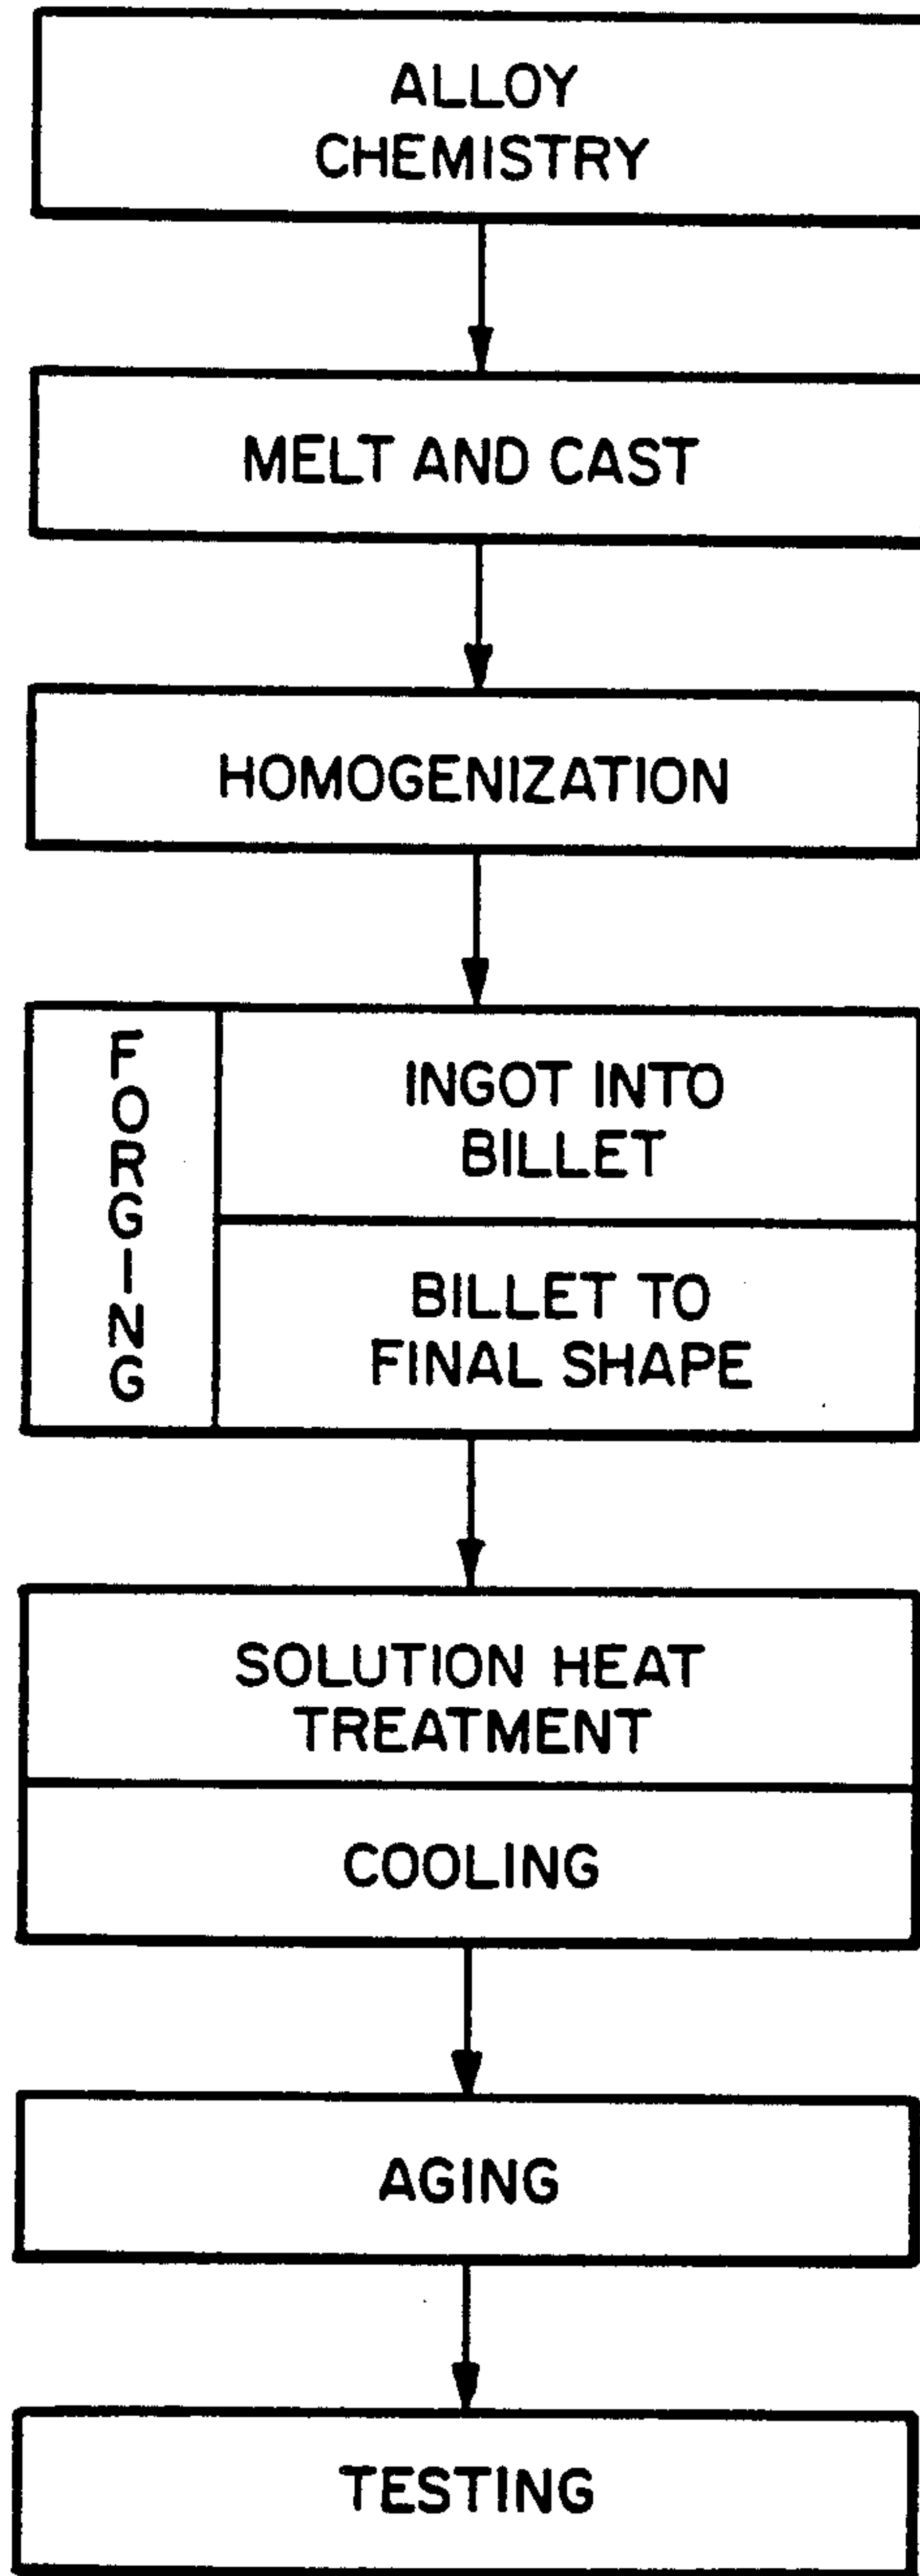 ALLOY
CHEMISTRY
MELT AND CAST
HOMOGENIZATION
FORGING
INGOT INTO
BILLET
BILLET TO
FINAL SHAPE
SOLUTION HEAT
TREATMENT
COOLING
AGING
TESTING